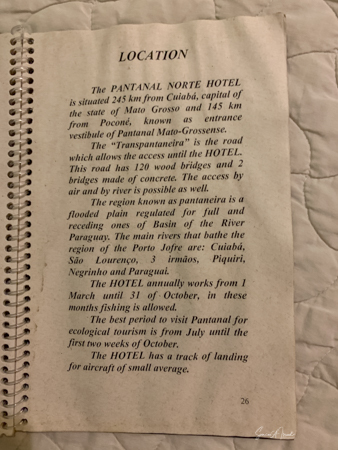 LOCATION
The PANTANAL NORTE HOTEL
is situated 245 km from Cuiabá, capital of
the state of Mato Grosso and 145 km
from Poconé, known as entrance
vestibule of Pantanal Mato-Grossense.
The “Transpantaneira” is the road
which allows the access until the HOTEL.
This road has 120 wood bridges and 2
bridges made of concrete. The access by
air and by river is possible as well.
The region known as pantaneira is a
flooded plain regulated for full and
receding ones of Basin of the River
Paraguay. The main rivers that bathe the
region of the Porto Jofre are: Cuiabá,
São Lourenço, 3 irmãos, Piquiri,
Negrinho and Paraguai.
The HOTEL annually works from 1
March until 31 of October, in these
months fishing is allowed.
The best period to visit Pantanal for
ecological tourism is from July until the
first two weeks of October.
The HOTEL has a track of landing
for aircraft of small average.
26